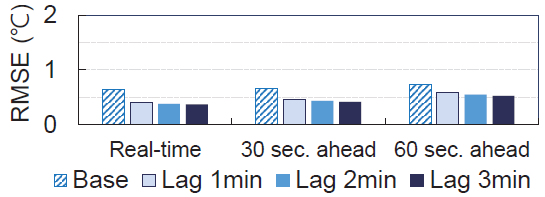 RMSE (℃)
2
1
0
Real-time 30 sec. ahead 60 sec. ahead
Base Lag 1min Lag 2min Lag 3min